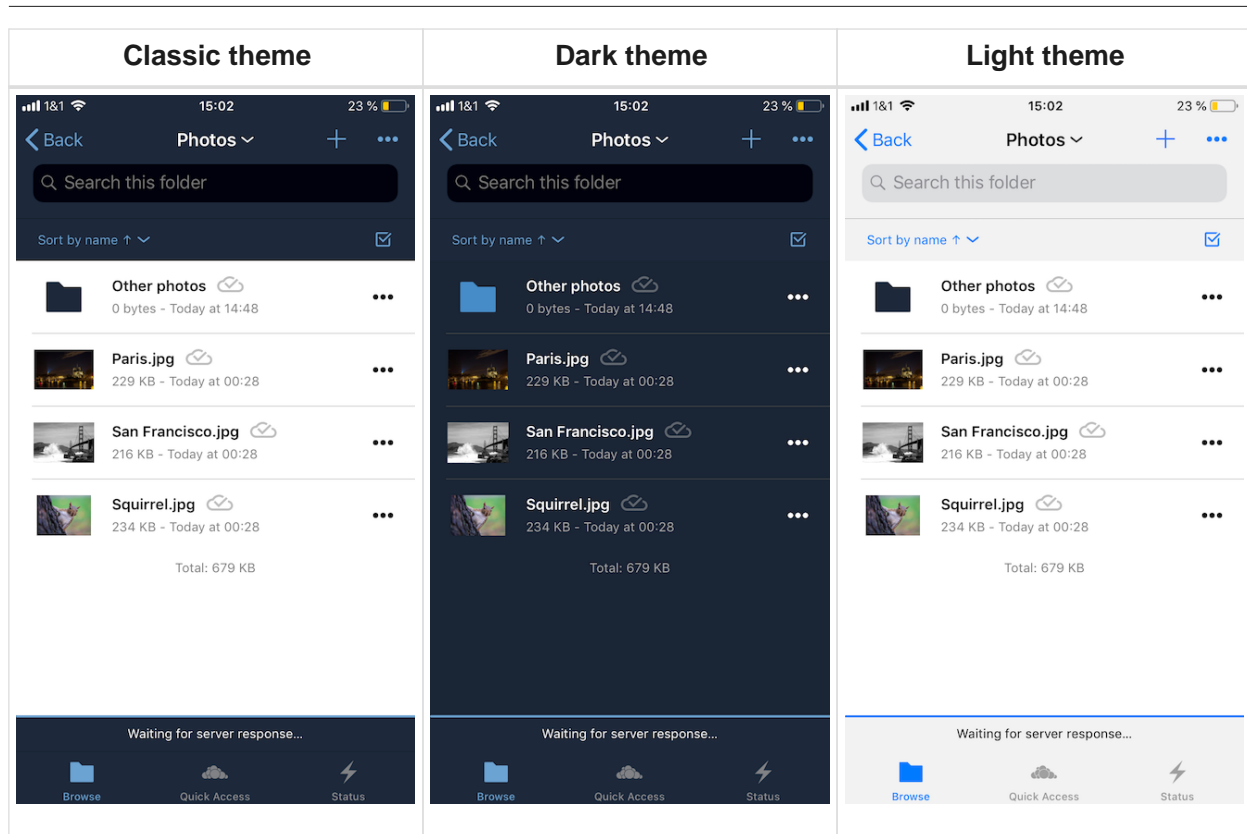 Classic theme
Dark theme
Light theme
1&1
15:02
23 %
Back
Photos
Search this folder
Sort by name ↑
Other photos
0 bytes - Today at 14:48
Paris.jpg
229 KB - Today at 00:28
San Francisco.jpg
216 KB - Today at 00:28
Squirrel.jpg
234 KB - Today at 00:28
Total: 679 KB
Waiting for server response...
Browse
Quick Access
Status
1&1
15:02
23 %
Back
Photos
Search this folder
Sort by name ↑
Other photos
0 bytes - Today at 14:48
Paris.jpg
229 KB - Today at 00:28
San Francisco.jpg
216 KB - Today at 00:28
Squirrel.jpg
234 KB - Today at 00:28
Total: 679 KB
Waiting for server response...
Browse
Quick Access
Status
1&1
15:02
23 %
Back
Photos
Search this folder
Sort by name ↑
Other photos
0 bytes - Today at 14:48
Paris.jpg
229 KB - Today at 00:28
San Francisco.jpg
216 KB - Today at 00:28
Squirrel.jpg
234 KB - Today at 00:28
Total: 679 KB
Waiting for server response...
Browse
Quick Access
Status